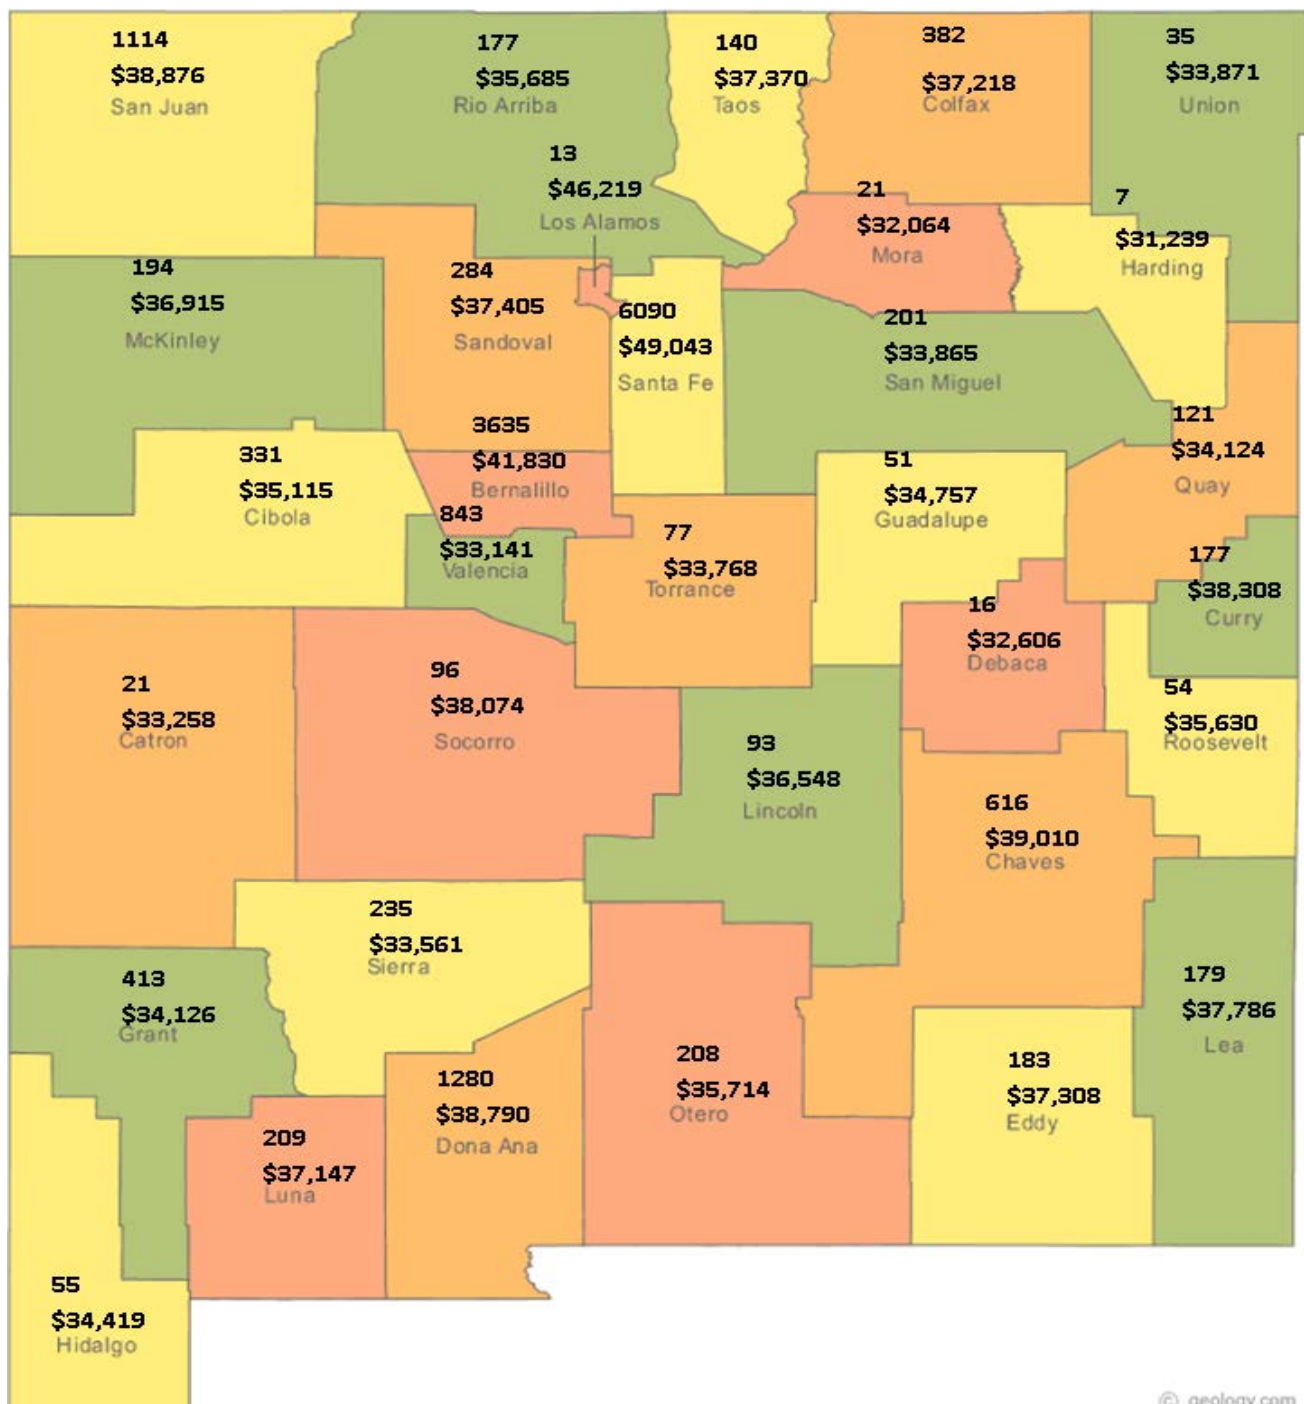 1114
$38,876
San Juan
177
$35,685
Rio Arriba
140
$37,370
Taos
382
$37,218
Colfax
35
$33,871
Union
13
$46,219
Los Alamos
21
$32,064
Mora
7
$31,239
Harding
194
$36,915
McKinley
284
$37,405
Sandoval
6090
$49,043
Santa Fe
201
$33,865
San Miguel
121
$34,124
Quay
331
$35,115
Cibola
3635
$41,830
Bernalillo
51
$34,757
Guadalupe
843
$33,141
Valencia
77
$33,768
Torrance
177
$38,308
Curry
16
$32,606
Debaca
21
$33,258
Catron
96
$38,074
Socorro
54
$35,630
Roosevelt
93
$36,548
Lincoln
616
$39,010
Chaves
235
$33,561
Sierra
413
$34,126
Grant
179
$37,786
Lea
208
$35,714
Otero
183
$37,308
Eddy
1280
$38,790
Dona Ana
209
$37,147
Luna
55
$34,419
Hidalgo
© geology.com